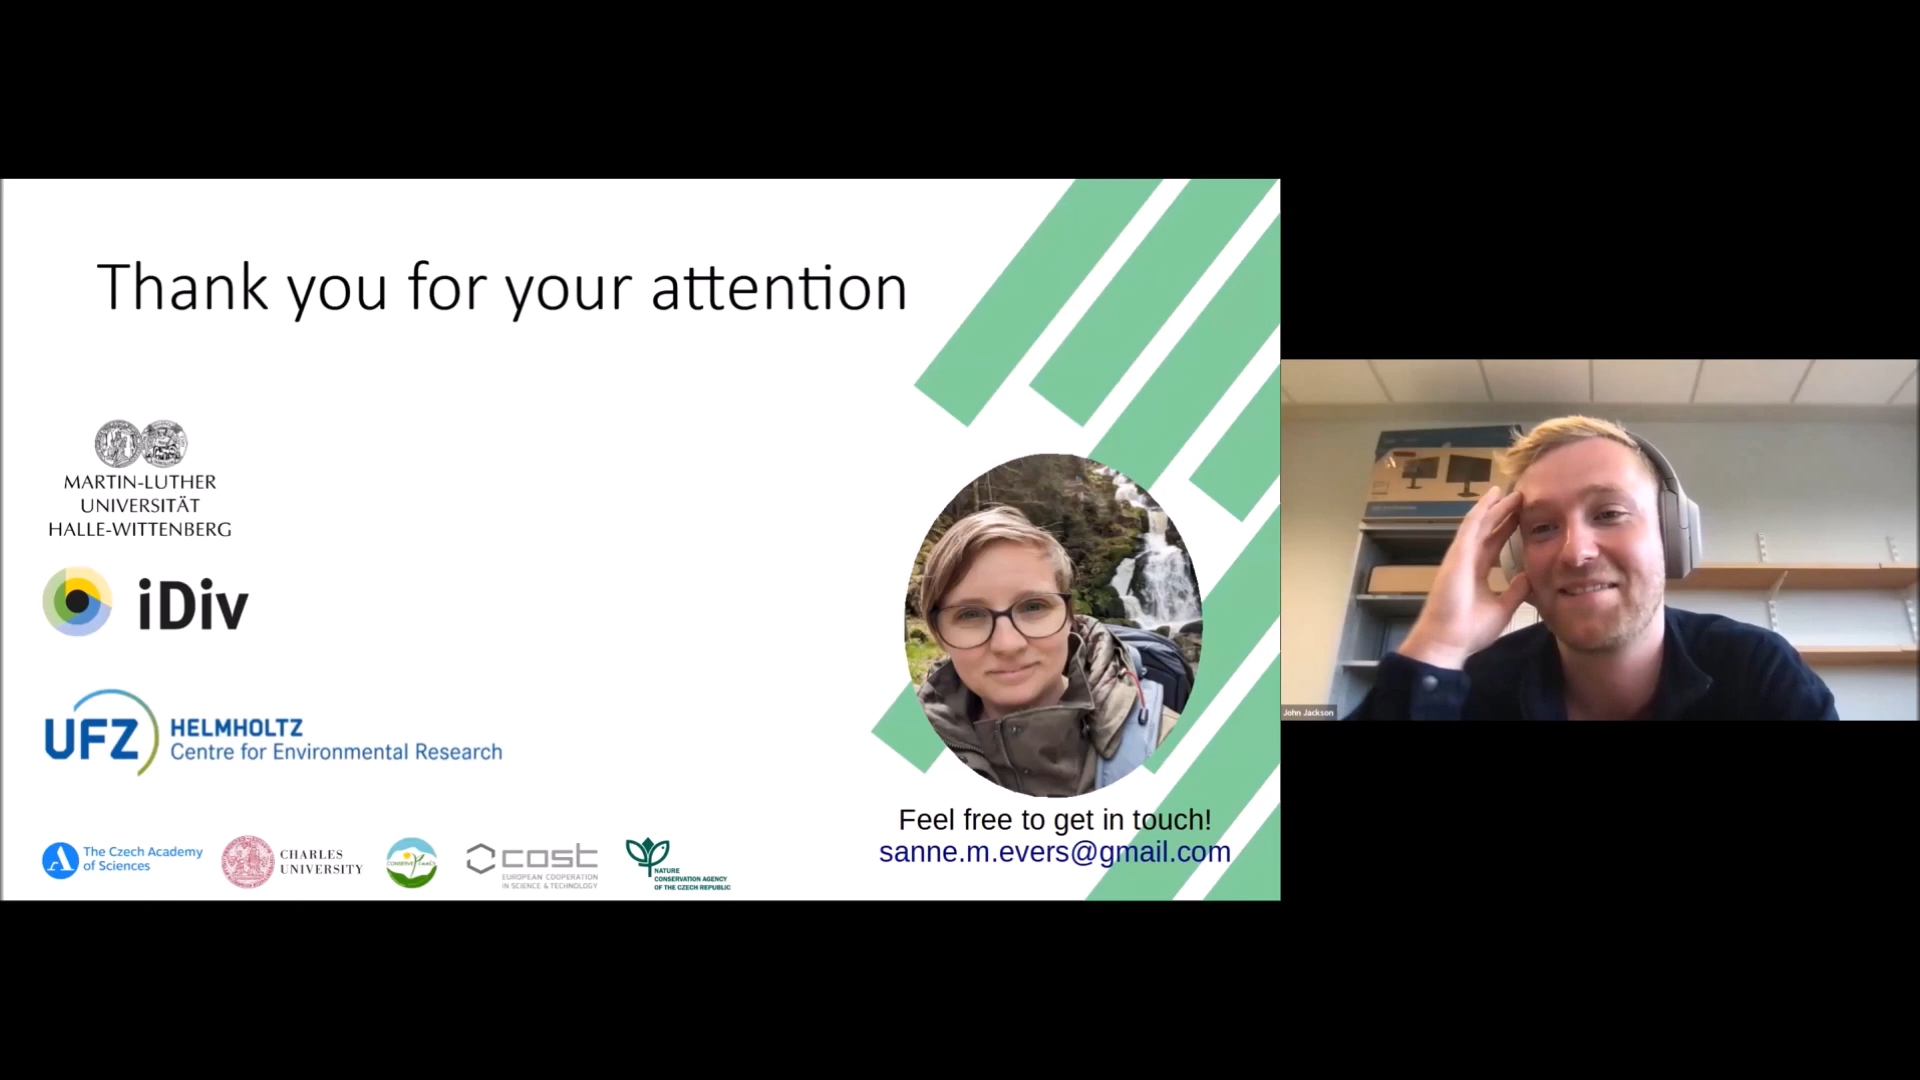 Thank you for your attention
MARTIN-LUTHER
UNIVERSITÄT
HALLE-WITTENBERG
iDiv
UFZ HELMHOLTZ
Centre for Environmental Research
The Czech Academy
of Sciences
CHARLES
UNIVERSITY
cost
EUROPEAN COOPERATION
IN SCIENCE & TECHNOLOGY
NATURE
CONSERVATION AGENCY
OF THE CZECH REPUBLIC
Feel free to get in touch!
sanne.m.evers@gmail.com
John Jackson